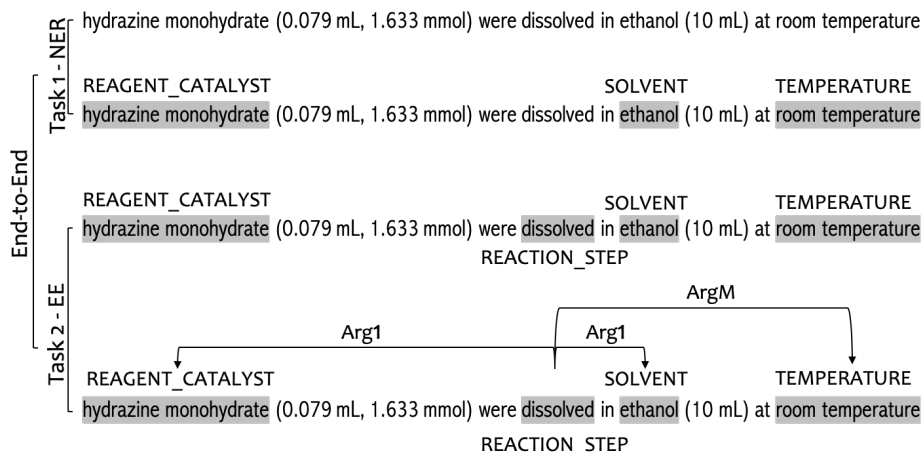 hydrazine monohydrate (0.079 mL, 1.633 mmol) were dissolved in ethanol (10 mL) at room temperature
Task 1 - NER
REAGENT_CATALYST SOLVENT TEMPERATURE
hydrazine monohydrate (0.079 mL, 1.633 mmol) were dissolved in ethanol (10 mL) at room temperature
End-to-End
REAGENT_CATALYST SOLVENT TEMPERATURE
hydrazine monohydrate (0.079 mL, 1.633 mmol) were dissolved in ethanol (10 mL) at room temperature
REACTION_STEP
Task 2 - EE
ArgM
Arg1 Arg1
REAGENT_CATALYST SOLVENT TEMPERATURE
hydrazine monohydrate (0.079 mL, 1.633 mmol) were dissolved in ethanol (10 mL) at room temperature
REACTION STEP